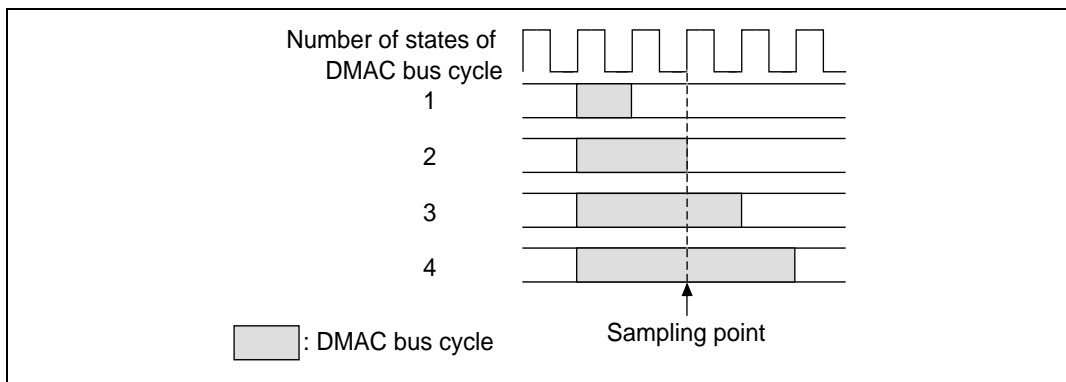 Number of states of
DMAC bus cycle
1
2
3
4
Sampling point
: DMAC bus cycle